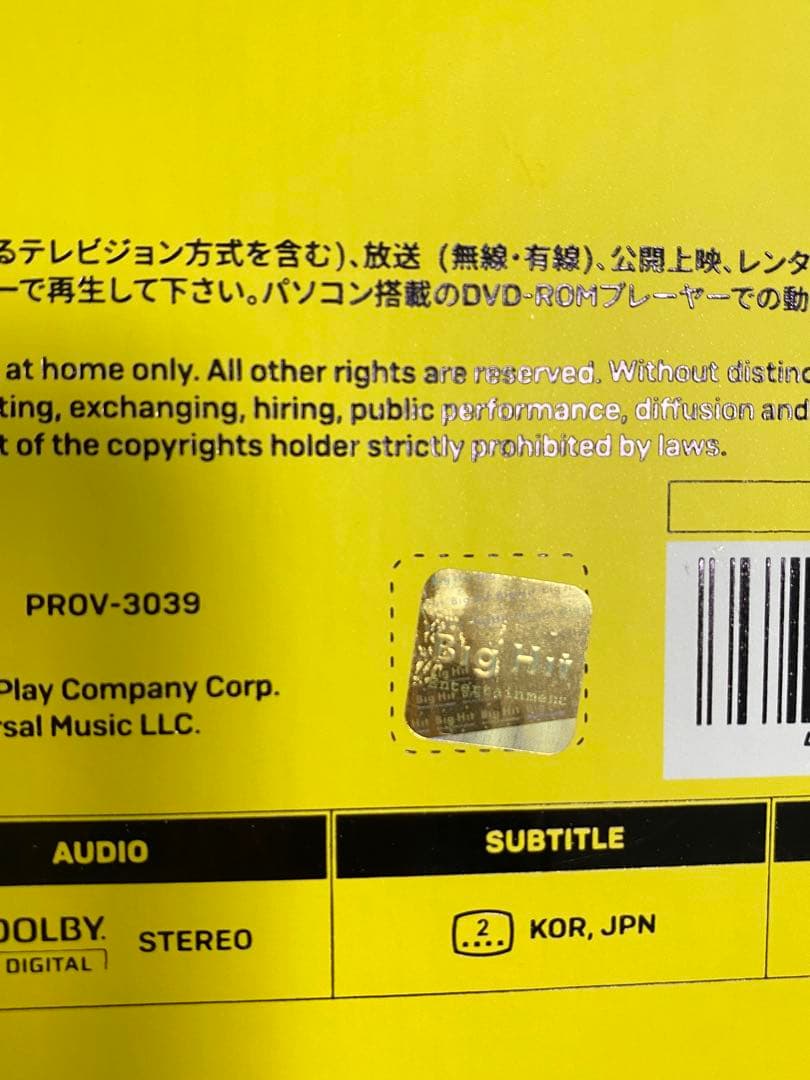 るテレビジョン方式を含む)、放送 (無線・有線)、公開上映、レンタ
ーで再生して下さい。パソコン搭載のDVD-ROMプレーヤーでの動
at home only. All other rights are reserved. Without distinc
ting, exchanging, hiring, public performance, diffusion and
t of the copyrights holder strictly prohibited by laws.
PROV-3039
Big Hit
entertainment
Big Hit Big Hit
Play Company Corp.
rsal Music LLC.
AUDIO
SUBTITLE
DOLBY.
DIGITAL
STEREO
2
KOR, JPN